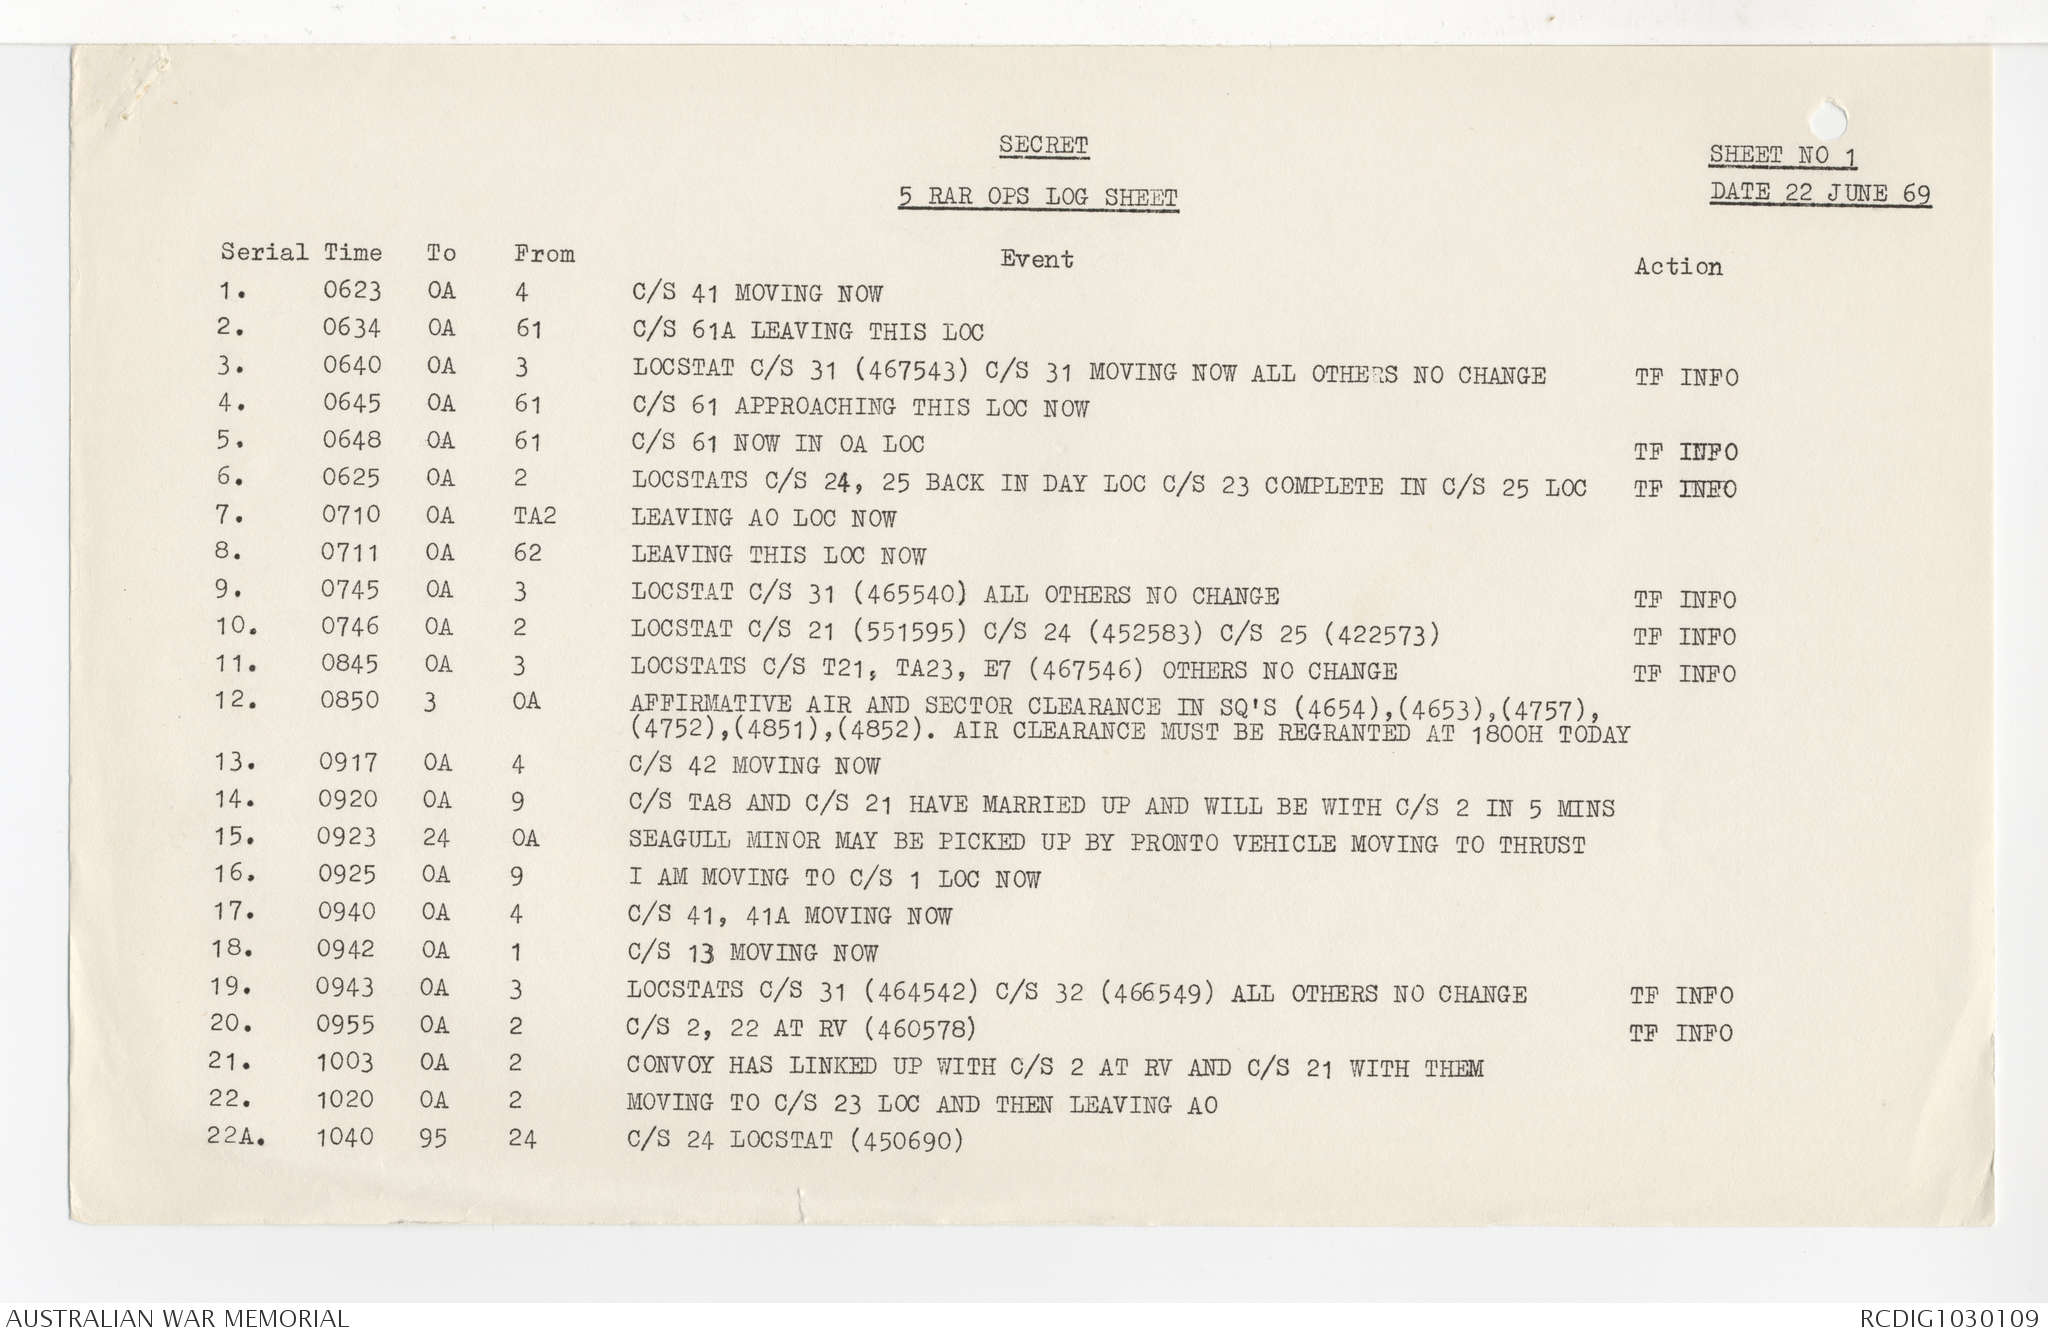 SECRET
5 RAR OPS LOG SHEET
SHEET NO 1
DATE 22 JUNE 69
Serial Time To From Event Action
1. 0623 OA 4 C/S 41 MOVING NOW
2. 0634 OA 61 C/S 61A LEAVING THIS LOC
3. 0640 OA 3 LOCSTAT C/S 31 (467543) C/S 31 MOVING NOW ALL OTHERS NO CHANGE TF INFO
4. 0645 OA 61 C/S 61 APPROACHING THIS LOC NOW
5. 0648 OA 61 C/S 61 NOW IN OA LOC TF INFO
6. 0625 OA 2 LOCSTATS C/S 24, 25 BACK IN DAY LOC C/S 23 COMPLETE IN C/S 25 LOC TF INFO
7. 0710 OA TA2 LEAVING AO LOC NOW
8. 0711 OA 62 LEAVING THIS LOC NOW
9. 0745 OA 3 LOCSTAT C/S 31 (465540) ALL OTHERS NO CHANGE TF INFO
10. 0746 OA 2 LOCSTAT C/S 21 (551595) C/S 24 (452583) C/S 25 (422573) TF INFO
11. 0845 OA 3 LOCSTATS C/S T21, TA23, E7 (467546) OTHERS NO CHANGE TF INFO
12. 0850 3 OA AFFIRMATIVE AIR AND SECTOR CLEARANCE IN SQ'S (4654),(4653),(4757),
(4752),(4851),(4852). AIR CLEARANCE MUST BE REGRANTED AT 1800H TODAY
13. 0917 OA 4 C/S 42 MOVING NOW
14. 0920 OA 9 C/S TA8 AND C/S 21 HAVE MARRIED UP AND WILL BE WITH C/S 2 IN 5 MINS
15. 0923 24 OA SEAGULL MINOR MAY BE PICKED UP BY PRONTO VEHICLE MOVING TO THRUST
16. 0925 OA 9 I AM MOVING TO C/S 1 LOC NOW
17. 0940 OA 4 C/S 41, 41A MOVING NOW
18. 0942 OA 1 C/S 13 MOVING NOW
19. 0943 OA 3 LOCSTATS C/S 31 (464542) C/S 32 (466549) ALL OTHERS NO CHANGE TF INFO
20. 0955 OA 2 C/S 2, 22 AT RV (460578) TF INFO
21. 1003 OA 2 CONVOY HAS LINKED UP WITH C/S 2 AT RV AND C/S 21 WITH THEM
22. 1020 OA 2 MOVING TO C/S 23 LOC AND THEN LEAVING AO
22A. 1040 95 24 C/S 24 LOCSTAT (450690)
AUSTRALIAN WAR MEMORIAL
RCDIG1030109